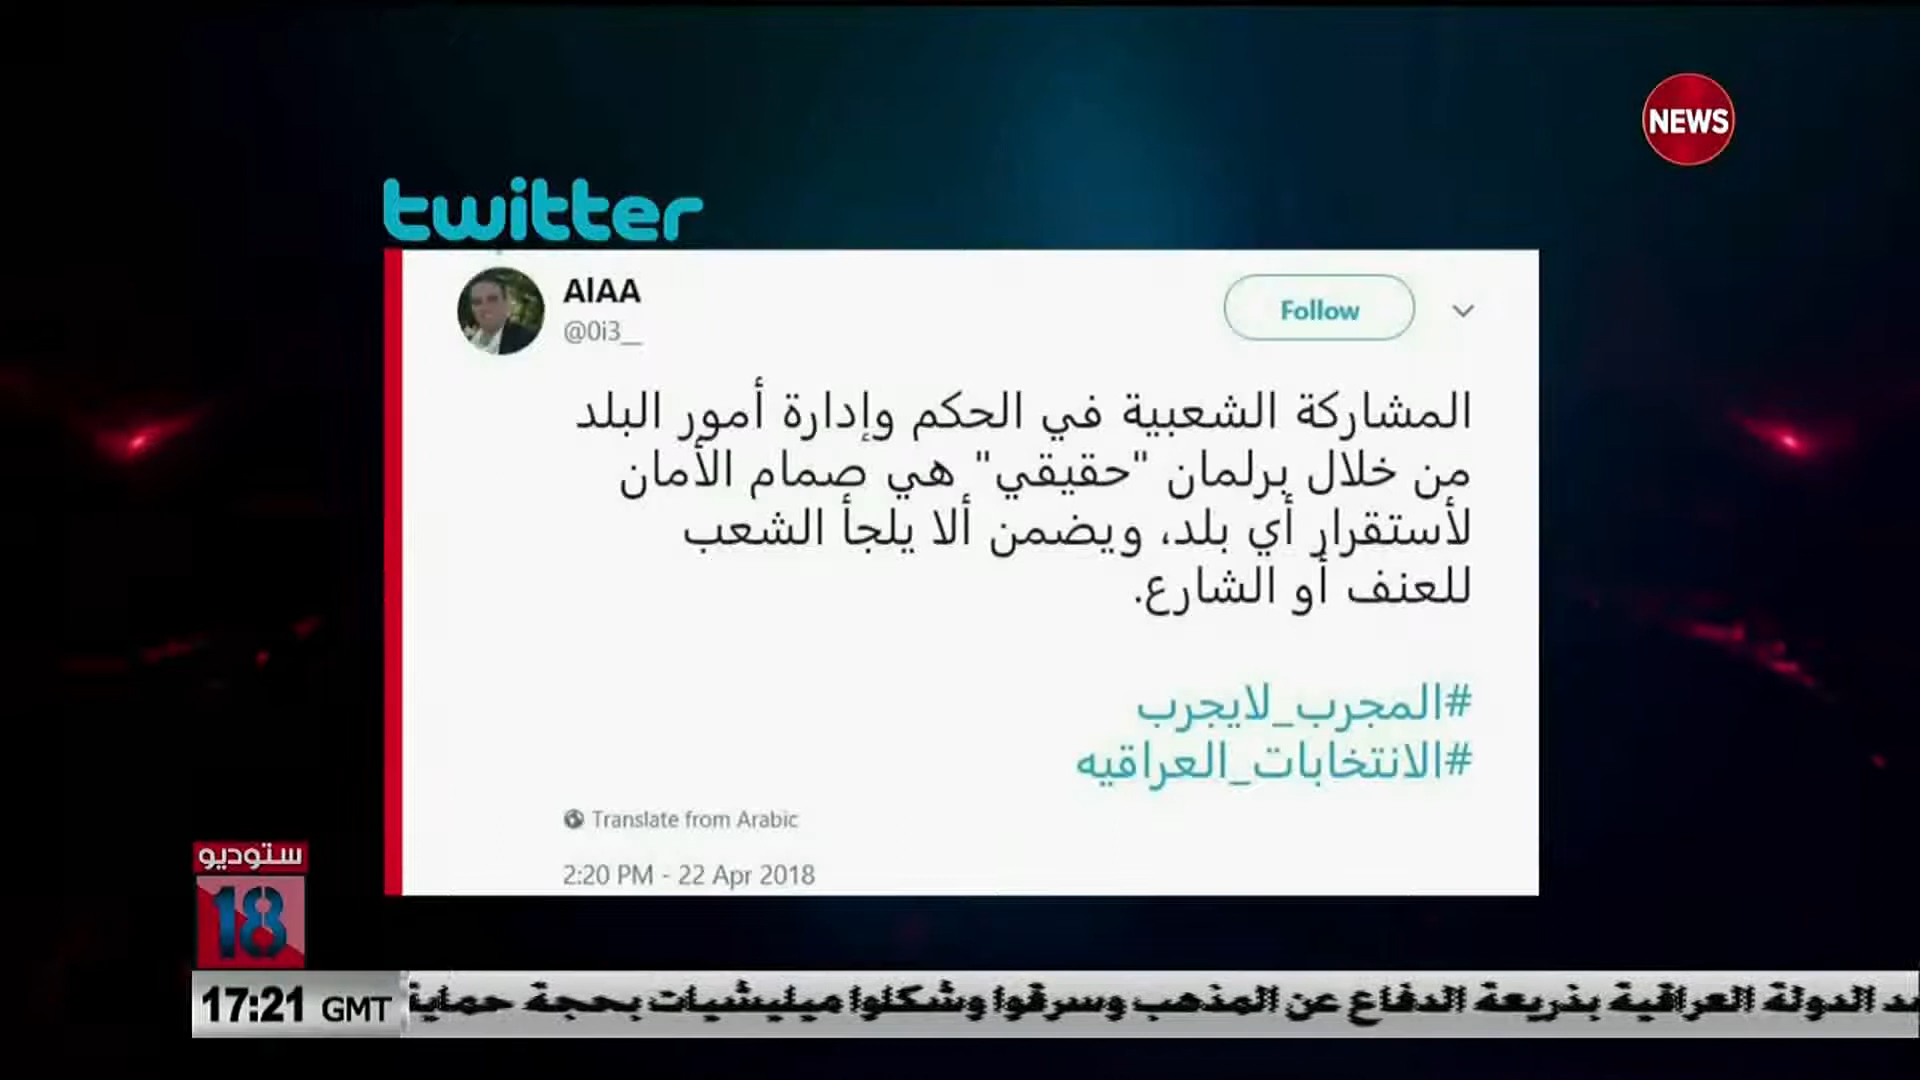 NEWS
twitter
AlAA
@0i3__
Follow
المشاركة الشعبية في الحكم وإدارة أمور البلد
من خلال برلمان "حقيقي" هي صمام الأمان
لأستقرار أي بلد، ويضمن ألا يلجأ الشعب
للعنف أو الشارع.
#المجرب_لايجرب
#الانتخابات_العراقيه
Translate from Arabic
2:20 PM - 22 Apr 2018
ستوديو
18
17:21 GMT
الدولة العراقية بذريعة الدفاع عن المذهب وسرقوا وشكلوا ميليشيات بحجة حماية